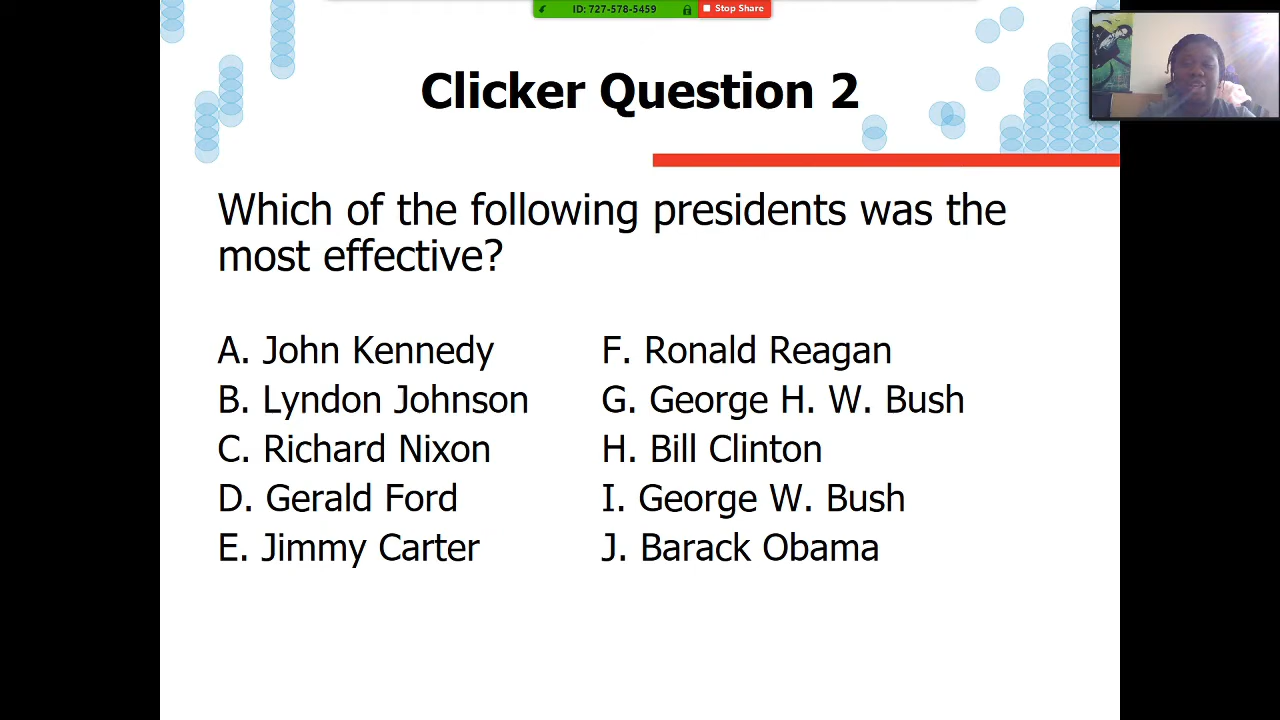 ID: 727-578-5459
Stop Share
Clicker Question 2
Which of the following presidents was the
most effective?
A. John Kennedy
B. Lyndon Johnson
C. Richard Nixon
D. Gerald Ford
E. Jimmy Carter
F. Ronald Reagan
G. George H. W. Bush
H. Bill Clinton
I. George W. Bush
J. Barack Obama